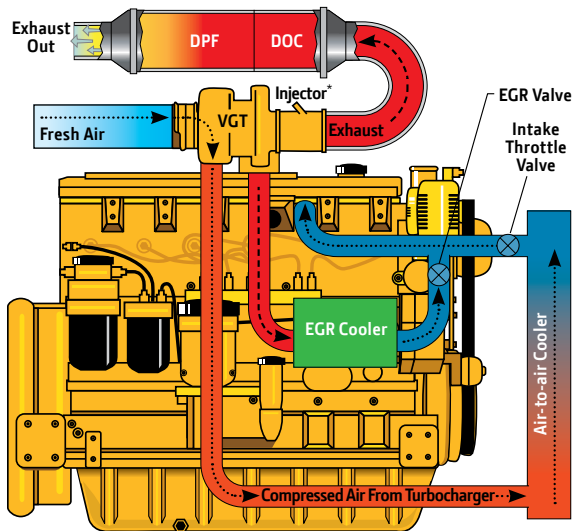 Exhaust
Out
DPF
DOC
Injector*
EGR Valve
VGT
Exhaust
Fresh Air
Intake
Throttle
Valve
EGR Cooler
Air-to-air Cooler
Compressed Air From Turbocharger